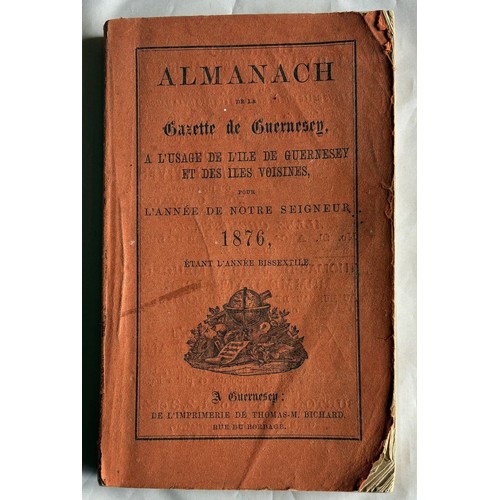 ALMANACH
DE LA
Gazette de Guernesey,
A L'USAGE DE L'ILE DE GUERNESEY
ET DES ILES VOISINES,
POUR
L'ANNÉE DE NOTRE SEIGNEUR
1876,
ÉTANT L'ANNÉE BISSEXTILE.
A Guernesey:
DE L'IMPRIMERIE DE THOMAS-M. BICHARD,
RUE DU BORDAGE.